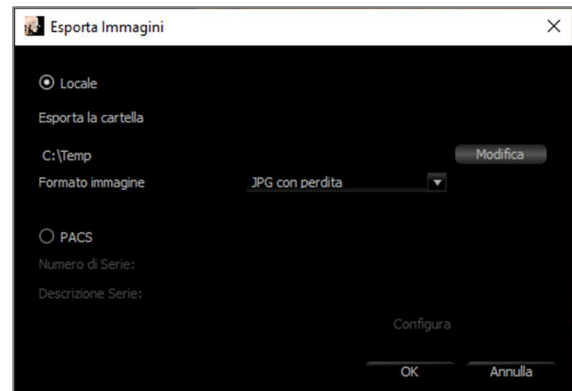 Esporta Immagini
Locale
Esporta la cartella
C:\Temp
Modifica
Formato immagine
JPG con perdita
PACS
Numero di Serie:
Descrizione Serie:
Configura
OK
Annulla